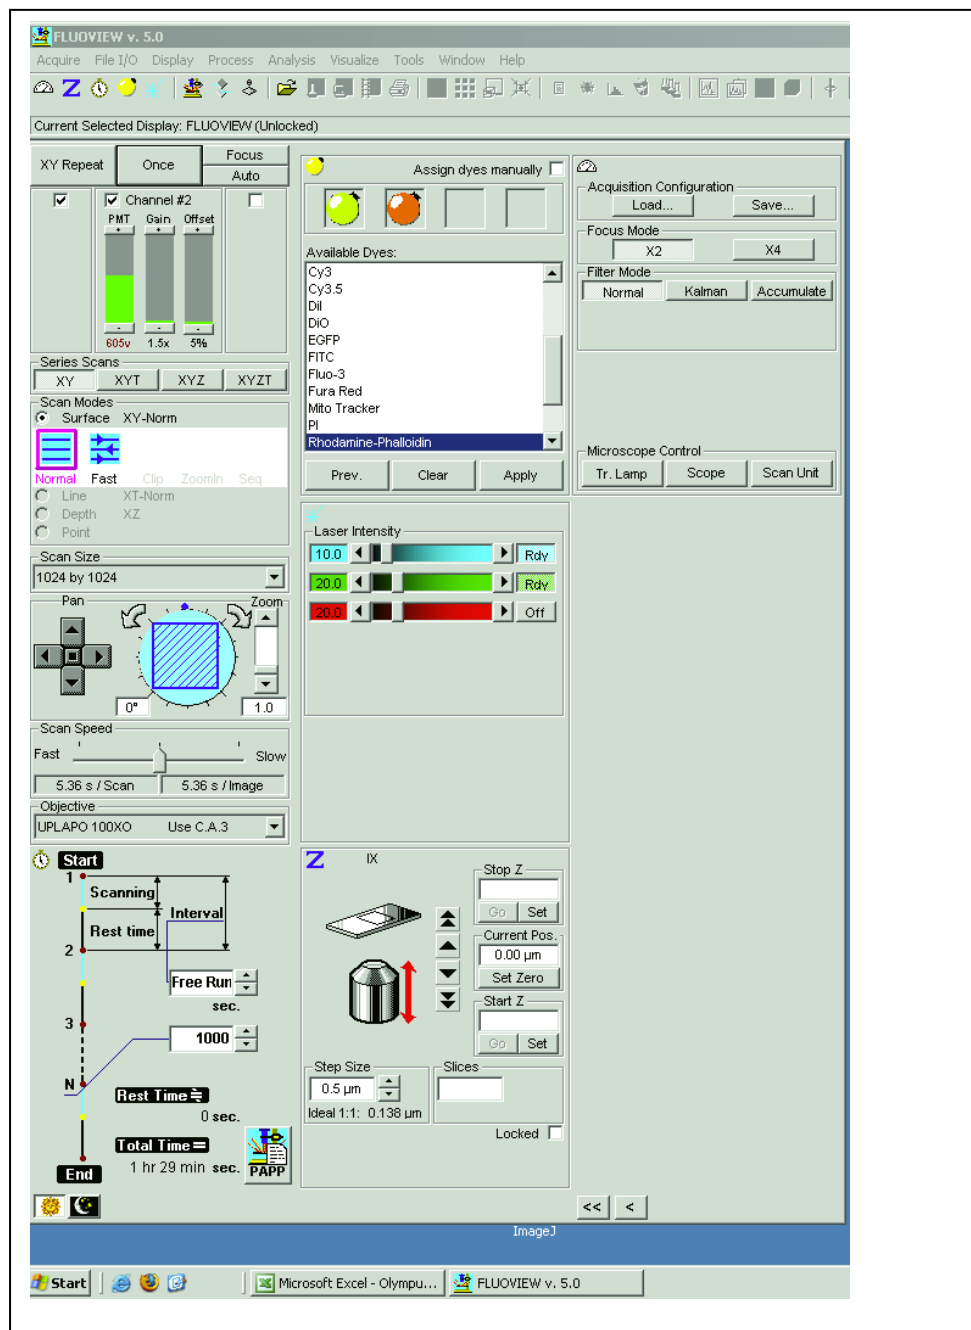 FLUOVIEW v. 5.0
Acquire File I/O Display Process Analysis Visualize Tools Window Help
Current Selected Display: FLUOVIEW (Unlocked)
XY Repeat
Once
Focus
Auto
Channel #2
PMT Gain Offset
605v 1.5x 5%
Series Scans
XY XYT XYZ XYZT
Scan Modes
Surface XY-Norm
Normal Fast Clip ZoomIn Seq
Line XT-Norm
Depth XZ
Point
Scan Size
1024 by 1024
Pan
Zoom
0°
1.0
Scan Speed
Fast
Slow
5.36 s / Scan
5.36 s / Image
Objective
UPLAPO 100XO Use C.A.3
Start
1
Scanning
Interval
Rest time
2
Free Run
sec.
3
1000
N
Rest Time
0 sec.
Total Time =
1 hr 29 min sec.
End
PAPP
Assign dyes manually
Available Dyes:
Cy3
Cy3.5
DiI
DiO
EGFP
FITC
Fluo-3
Fura Red
Mito Tracker
PI
Rhodamine-Phalloidin
Prev. Clear Apply
Laser Intensity
10.0 Rdy
20.0 Rdy
20.0 Off
Z IX
Stop Z
Go Set
Current Pos.
0.00 µm
Set Zero
Start Z
Go Set
Step Size
0.5 µm
Ideal 1:1: 0.138 µm
Slices
Locked
Acquisition Configuration
Load... Save...
Focus Mode
X2 X4
Filter Mode
Normal Kalman Accumulate
Microscope Control
Tr. Lamp Scope Scan Unit
<< <
ImageJ
Start
Microsoft Excel - Olympu...
FLUOVIEW v. 5.0